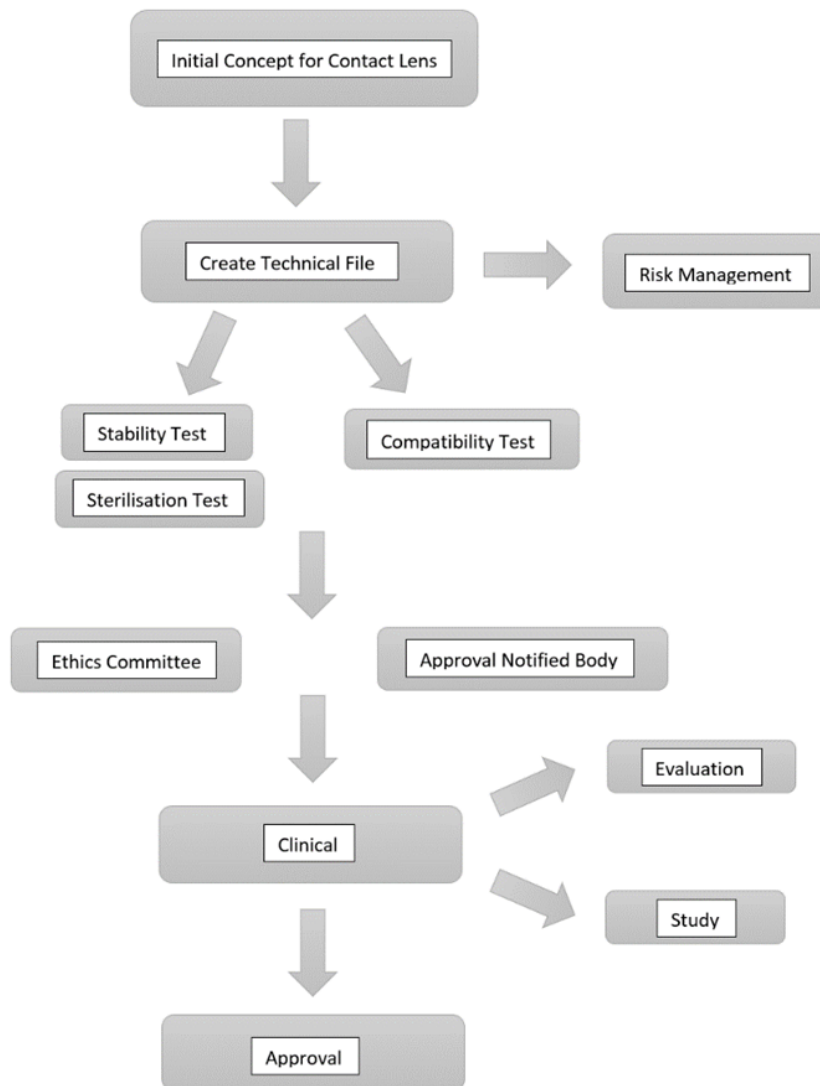 Initial Concept for Contact Lens
Create Technical File
Risk Management
Stability Test
Compatibility Test
Sterilisation Test
Ethics Committee
Approval Notified Body
Evaluation
Clinical
Study
Approval